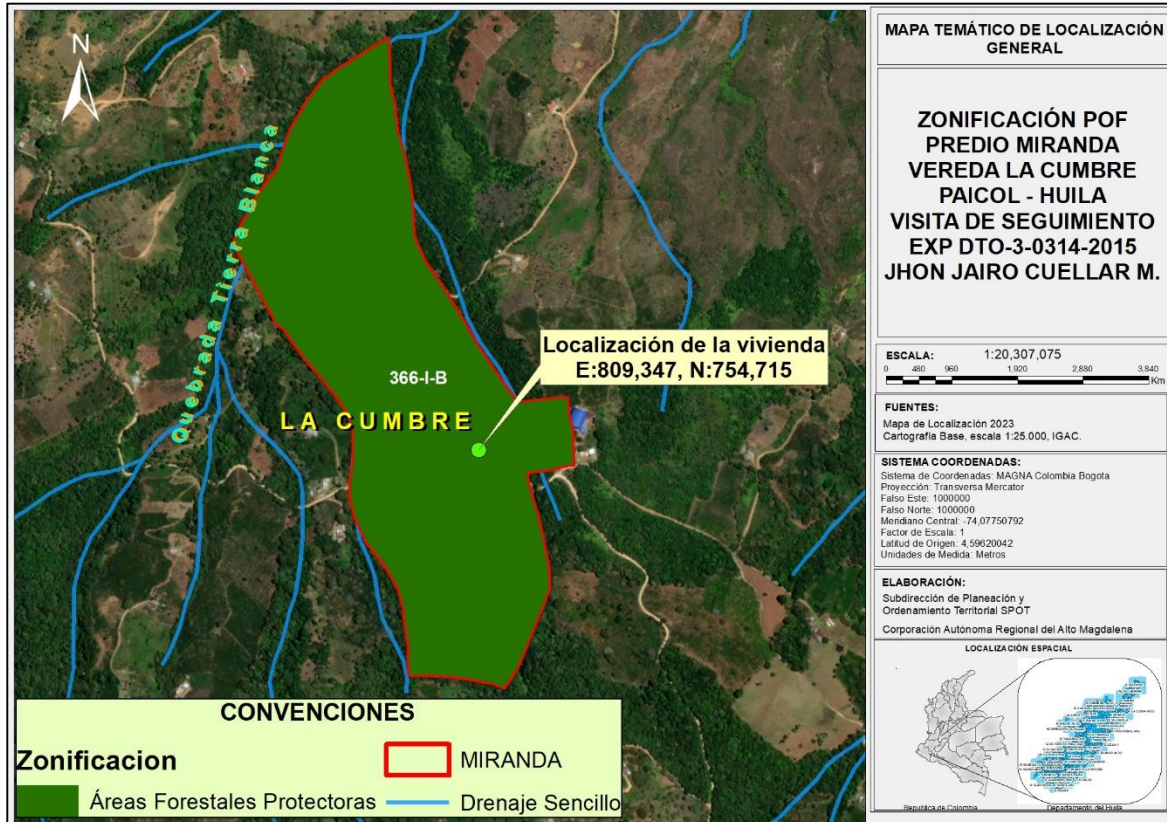 N
Quebrada Tierra Blanca
Localización de la vivienda
E:809,347, N:754,715
366-I-B
LA CUMBRE
CONVENCIONES
Zonificacion
MIRANDA
Áreas Forestales Protectoras
Drenaje Sencillo
MAPA TEMÁTICO DE LOCALIZACIÓN
GENERAL
ZONIFICACIÓN POF
PREDIO MIRANDA
VEREDA LA CUMBRE
PAICOL - HUILA
VISITA DE SEGUIMIENTO
EXP DTO-3-0314-2015
JHON JAIRO CUELLAR M.
ESCALA: 1:20,307,075
0 480 960 1,920 2,880 3,840
Km
FUENTES:
Mapa de Localización 2023
Cartografía Base, escala 1:25.000, IGAC.
SISTEMA COORDENADAS:
Sistema de Coordenadas: MAGNA Colombia Bogota
Proyección: Transversa Mercator
Falso Este: 1000000
Falso Norte: 1000000
Meridiano Central: -74,07750792
Factor de Escala: 1
Latitud de Origen: 4,59620042
Unidades de Medida: Metros
ELABORACIÓN:
Subdirección de Planeación y
Ordenamiento Territorial SPOT
Corporación Autónoma Regional del Alto Magdalena
LOCALIZACIÓN ESPACIAL
Republica de Colombia
Departamento del Huila